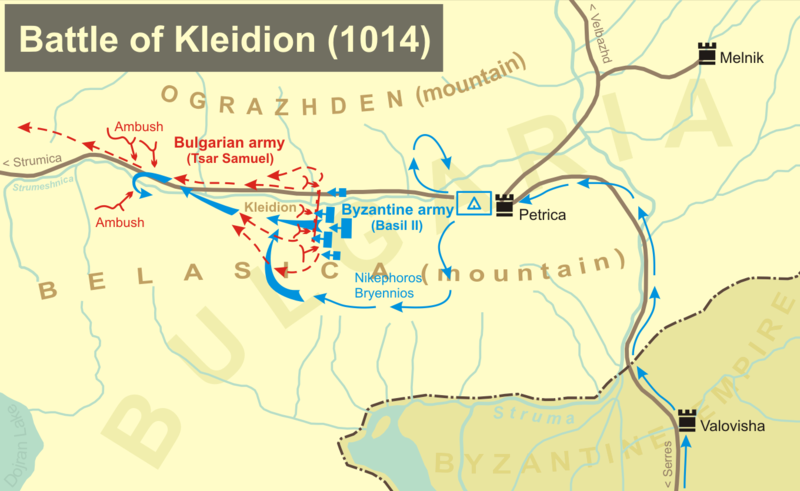 Battle of Kleidion (1014)
< Velbazhd
Melnik
OGRAZHDEN (mountain)
BULGARIA
Ambush
Bulgarian army
(Tsar Samuel)
< Strumica
Strumeshnica
Ambush
Kleidion
Byzantine army
(Basil II)
Petrica
BELASICA (mountain)
Nikephoros
Bryennios
Dojran Lake
Struma
BYZANTINE EMPIRE
Valovisha
< Serres